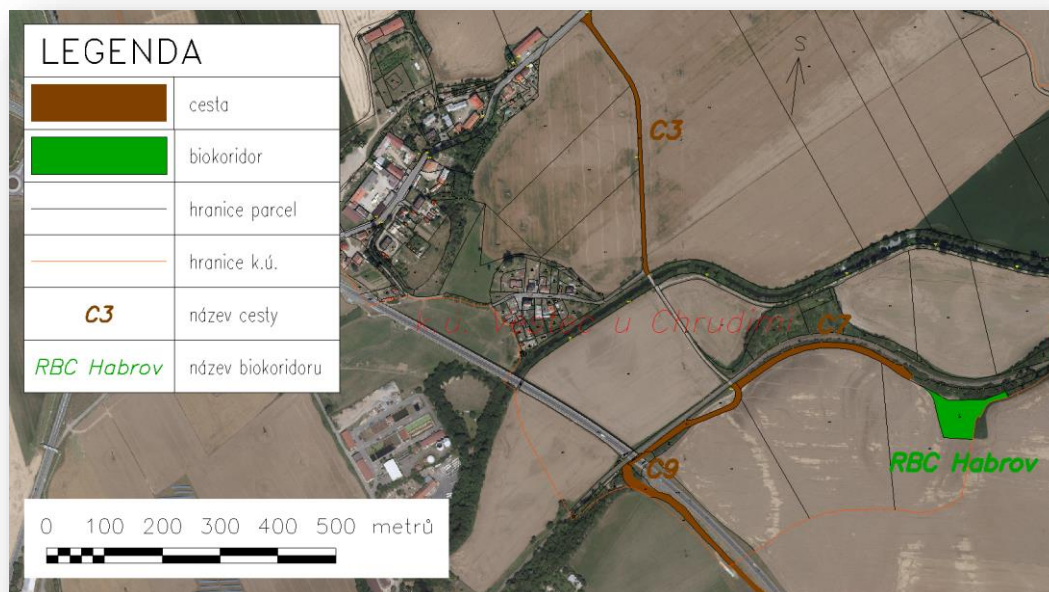 LEGENDA
cesta
biokoridor
hranice parcel
hranice k.ú.
C3 název cesty
RBC Habrov název biokoridoru
S
C3
k.ú. Vestec u Chrudimi
C7
C9
RBC Habrov
0 100 200 300 400 500 metrů